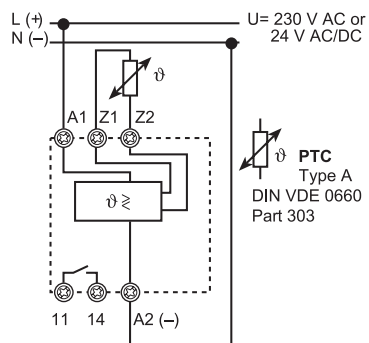 L (+)
N (–)
U= 230 V AC or
24 V AC/DC
ϑ
A1 Z1 Z2
ϑ PTC
Type A
DIN VDE 0660
Part 303
ϑ ≷
11 14 A2 (–)